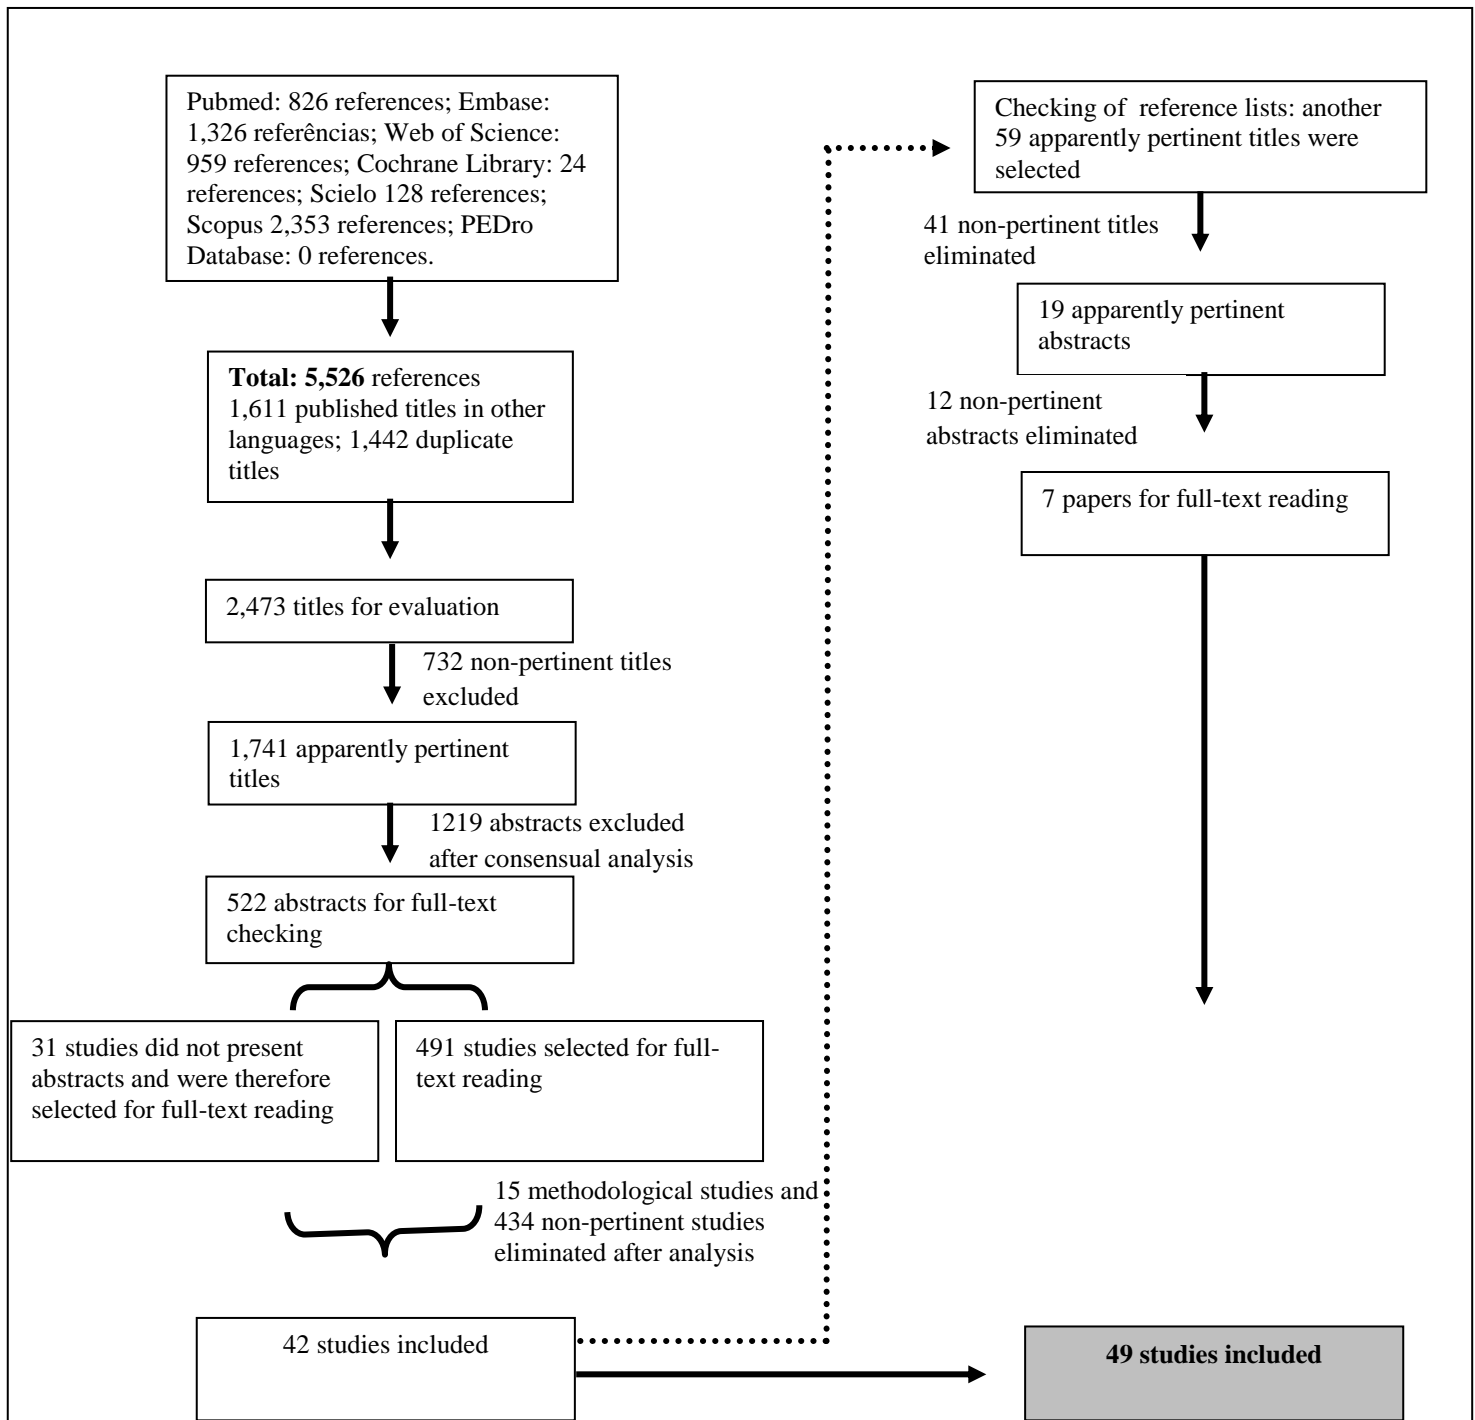 Pubmed: 826 references; Embase:
1,326 referências; Web of Science:
959 references; Cochrane Library: 24
references; Scielo 128 references;
Scopus 2,353 references; PEDro
Database: 0 references.
Total: 5,526 references
1,611 published titles in other
languages; 1,442 duplicate
titles
2,473 titles for evaluation
732 non-pertinent titles
excluded
1,741 apparently pertinent
titles
1219 abstracts excluded
after consensual analysis
522 abstracts for full-text
checking
31 studies did not present
abstracts and were therefore
selected for full-text reading
491 studies selected for full-
text reading
15 methodological studies and
434 non-pertinent studies
eliminated after analysis
42 studies included
Checking of reference lists: another
59 apparently pertinent titles were
selected
41 non-pertinent titles
eliminated
19 apparently pertinent
abstracts
12 non-pertinent
abstracts eliminated
7 papers for full-text reading
49 studies included